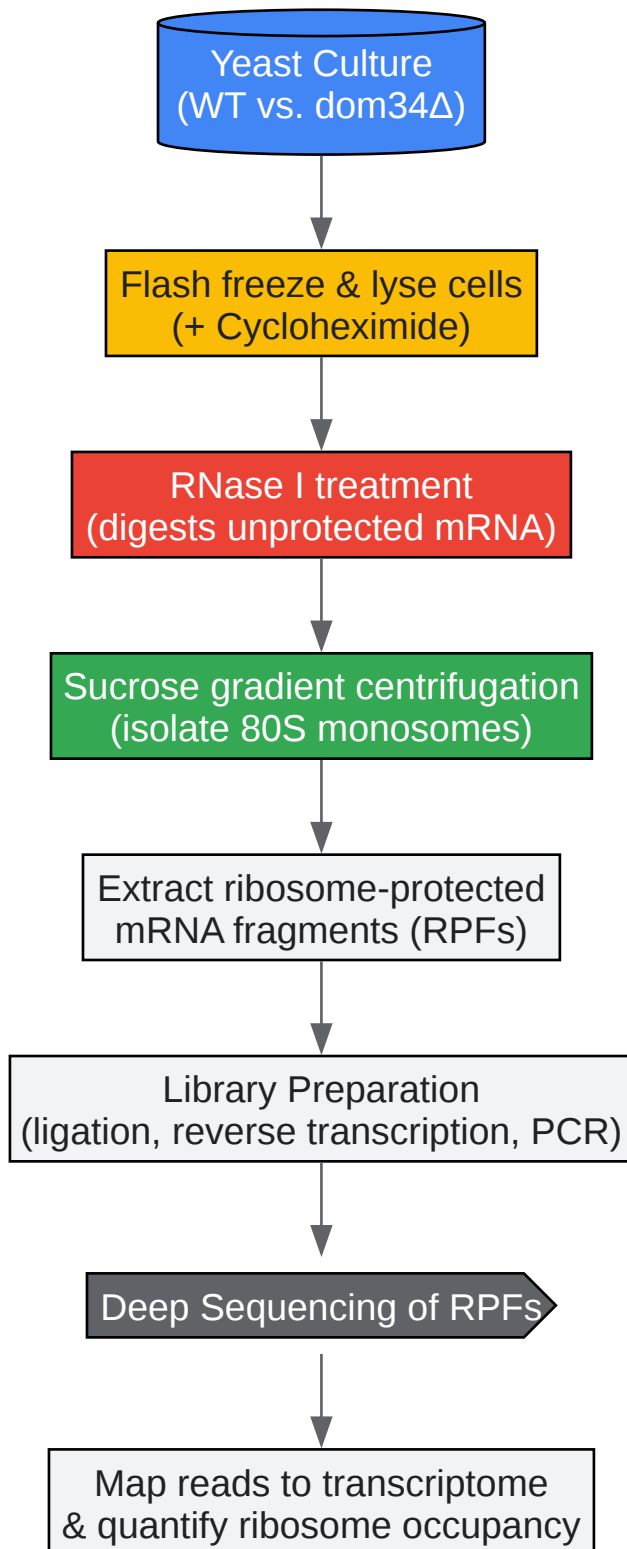 Yeast Culture
(WT vs. dom34Δ)
Flash freeze & lyse cells
(+ Cycloheximide)
RNase I treatment
(digests unprotected mRNA)
Sucrose gradient centrifugation
(isolate 80S monosomes)
Extract ribosome-protected
mRNA fragments (RPFs)
Library Preparation
(ligation, reverse transcription, PCR)
Deep Sequencing of RPFs
Map reads to transcriptome
& quantify ribosome occupancy